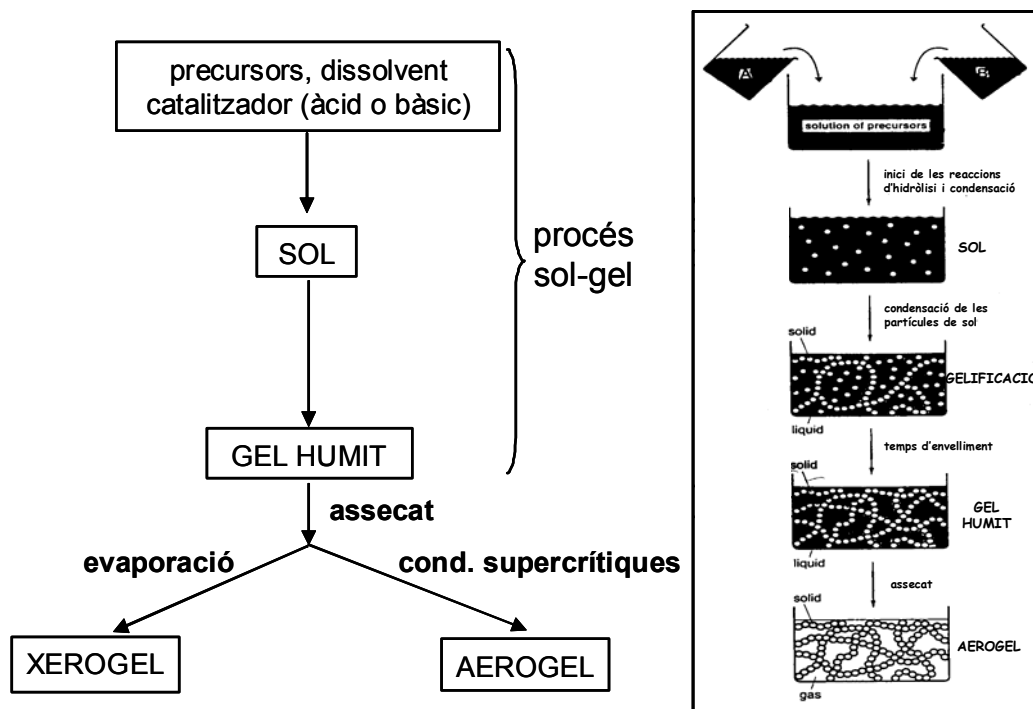 precursors, dissolvent
catalitzador (àcid o bàsic)
SOL
procés
sol-gel
GEL HUMIT
assecat
evaporació
cond. supercrítiques
XEROGEL
AEROGEL
A
B
solution of precursors
inici de les reaccions
d'hidròlisi i condensació
SOL
condensació de les
partícules de sol
solid
GELIFICACIO
liquid
temps d'envelliment
solid
GEL
HUMIT
liquid
assecat
solid
AEROGEL
gas